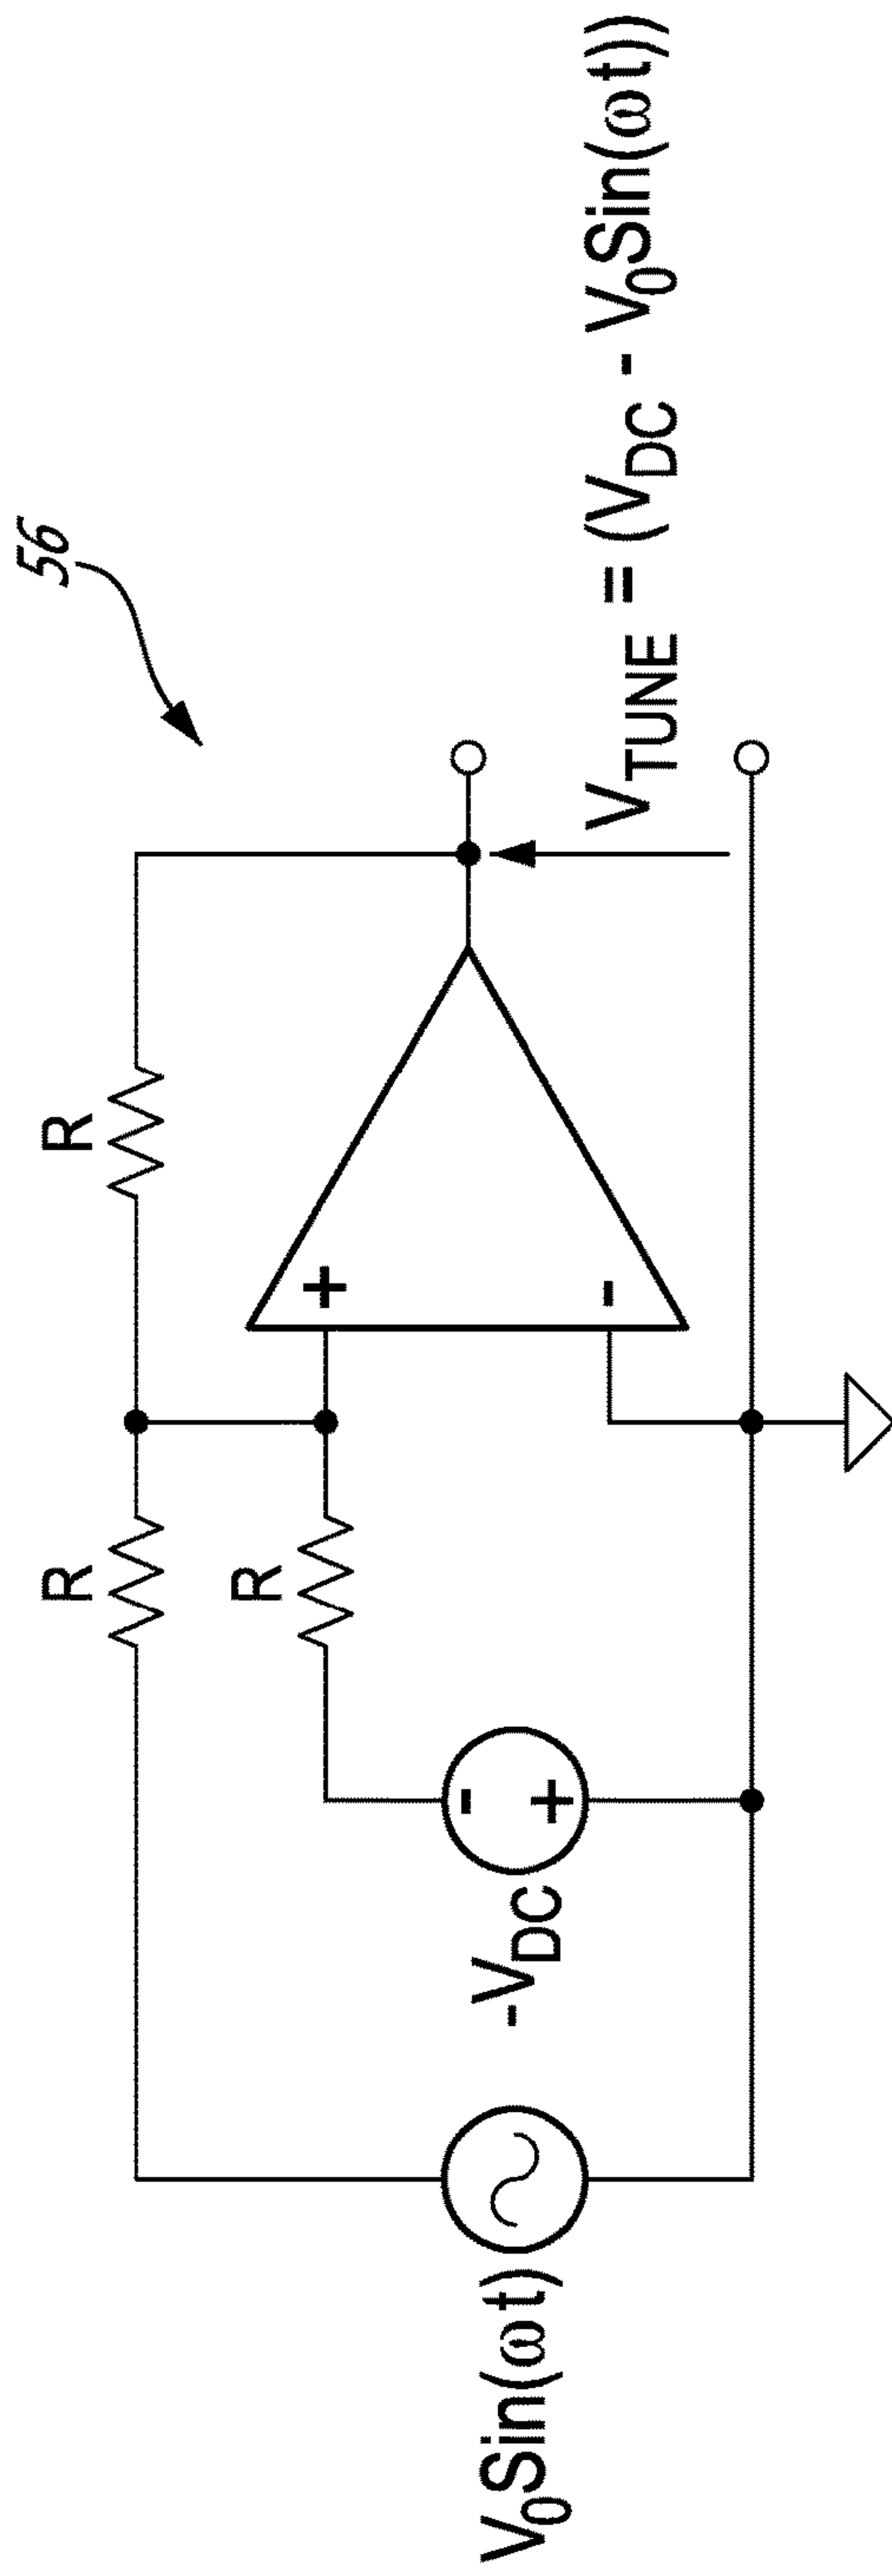 56
R
R
R
+
-
-
+
-V_DC
V_0Sin(ωt)
V_TUNE = (V_DC - V_0Sin(ωt))